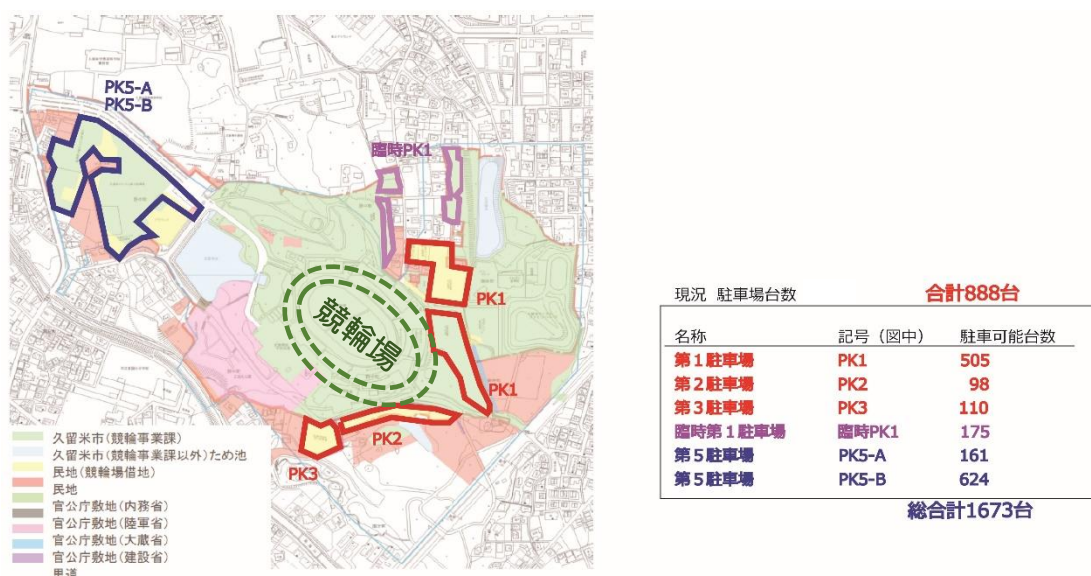 PK5-A
PK5-B
臨時PK1
PK1
競輪場
PK1
PK2
PK3
久留米市(競輪事業課)
久留米市(競輪事業課以外)ため池
民地(競輪場借地)
民地
官公庁敷地(内務省)
官公庁敷地(陸軍省)
官公庁敷地(大蔵省)
官公庁敷地(建設省)
里道
現況 駐車場台数 合計888台
名称 記号（図中） 駐車可能台数
第1駐車場 PK1 505
第2駐車場 PK2 98
第3駐車場 PK3 110
臨時第1駐車場 臨時PK1 175
第5駐車場 PK5-A 161
第5駐車場 PK5-B 624
総合計1673台